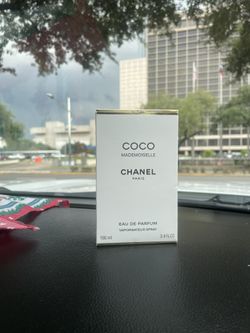 COCO
MADEMOISELLE
CHANEL
PARIS
EAU DE PARFUM
VAPORISATEUR SPRAY
100 ml 3.4 FL.OZ.